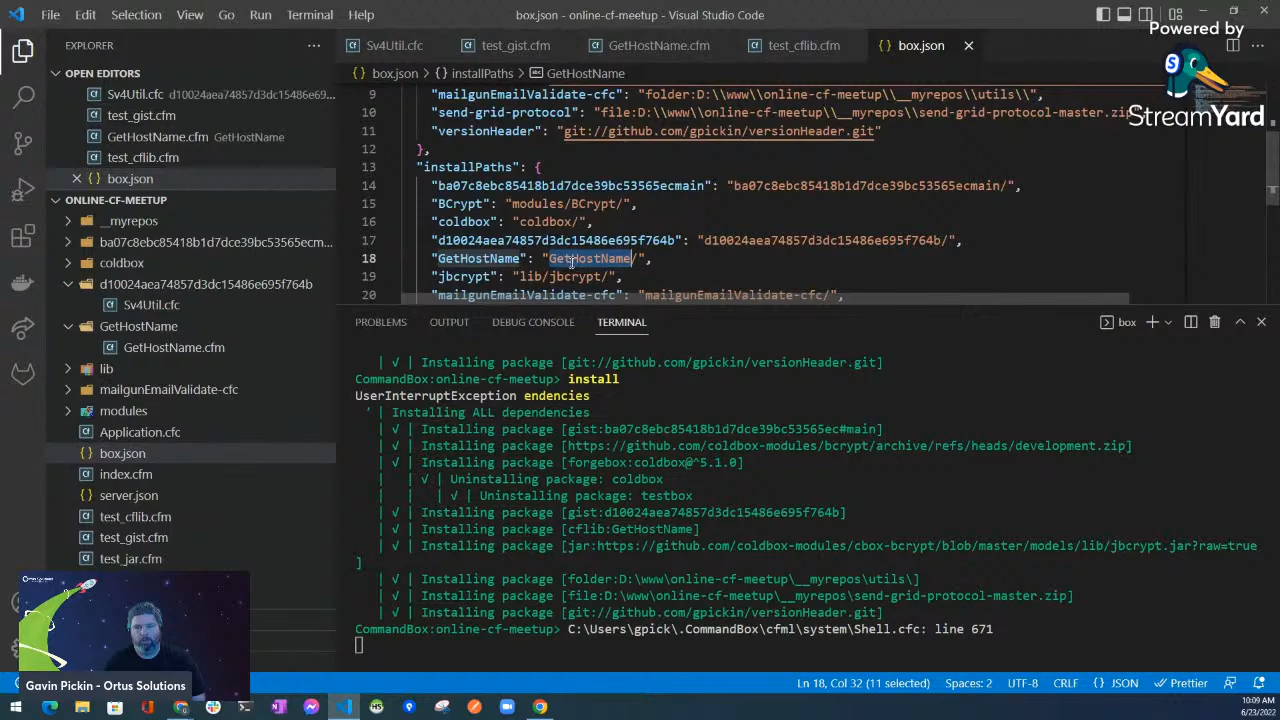 File Edit Selection View Go Run Terminal Help
box.json - online-cf-meetup - Visual Studio Code
Powered by
StreamYard
EXPLORER
OPEN EDITORS
Sv4Util.cfc d10024aea74857d3dc15486e69...
test_gist.cfm
GetHostName.cfm GetHostName
test_cflib.cfm
box.json
ONLINE-CF-MEETUP
__myrepos
ba07c8ebc85418b1d7dce39bc53565ecmain
coldbox
d10024aea74857d3dc15486e695f764b
Sv4Util.cfc
GetHostName
GetHostName.cfm
lib
mailgunEmailValidate-cfc
modules
Application.cfc
box.json
index.cfm
server.json
test_cflib.cfm
test_gist.cfm
test_jar.cfm
Sv4Util.cfc test_gist.cfm GetHostName.cfm test_cflib.cfm box.json
box.json > {} installPaths > GetHostName
9 "mailgunEmailValidate-cfc": "folder:D:\\www\\online-cf-meetup\\__myrepos\\utils\\",
10 "send-grid-protocol": "file:D:\\www\\online-cf-meetup\\__myrepos\\send-grid-protocol-master.zip",
11 "versionHeader": "git://github.com/gpickin/versionHeader.git"
12 },
13 "installPaths": {
14 "ba07c8ebc85418b1d7dce39bc53565ecmain": "ba07c8ebc85418b1d7dce39bc53565ecmain/",
15 "BCrypt": "modules/BCrypt/",
16 "coldbox": "coldbox/",
17 "d10024aea74857d3dc15486e695f764b": "d10024aea74857d3dc15486e695f764b/",
18 "GetHostName": "GetHostName/",
19 "jbcrypt": "lib/jbcrypt/",
20 "mailgunEmailValidate-cfc": "mailgunEmailValidate-cfc/",
PROBLEMS OUTPUT DEBUG CONSOLE TERMINAL
box
| √ | Installing package [git://github.com/gpickin/versionHeader.git]
CommandBox:online-cf-meetup> install
UserInterruptException endencies
' | Installing ALL dependencies
| √ | Installing package [gist:ba07c8ebc85418b1d7dce39bc53565ec#main]
| √ | Installing package [https://github.com/coldbox-modules/bcrypt/archive/refs/heads/development.zip]
| √ | Installing package [forgebox:coldbox@^5.1.0]
| | √ | Uninstalling package: coldbox
| | | √ | Uninstalling package: testbox
| √ | Installing package [gist:d10024aea74857d3dc15486e695f764b]
| √ | Installing package [cflib:GetHostName]
| √ | Installing package [jar:https://github.com/coldbox-modules/cbox-bcrypt/blob/master/models/lib/jbcrypt.jar?raw=true
]
| √ | Installing package [folder:D:\www\online-cf-meetup\__myrepos\utils\]
| √ | Installing package [file:D:\www\online-cf-meetup\__myrepos\send-grid-protocol-master.zip]
| √ | Installing package [git://github.com/gpickin/versionHeader.git]
CommandBox:online-cf-meetup> C:\Users\gpick\.CommandBox\cfml\system\Shell.cfc: line 671
Gavin Pickin - Ortus Solutions
Ln 18, Col 32 (11 selected) Spaces: 2 UTF-8 CRLF {} JSON Prettier
10:09 AM
6/23/2022